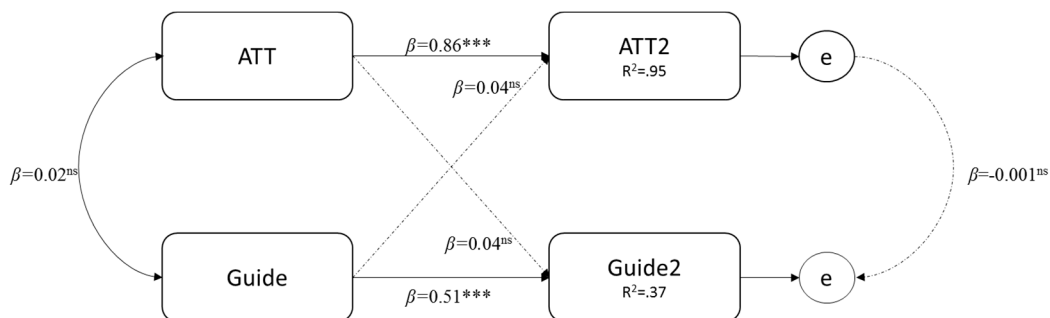 ATT
β=0.86***
ATT2
R²=.95
e
β=0.04ⁿˢ
β=0.02ⁿˢ
β=-0.001ⁿˢ
β=0.04ⁿˢ
Guide
β=0.51***
Guide2
R²=.37
e